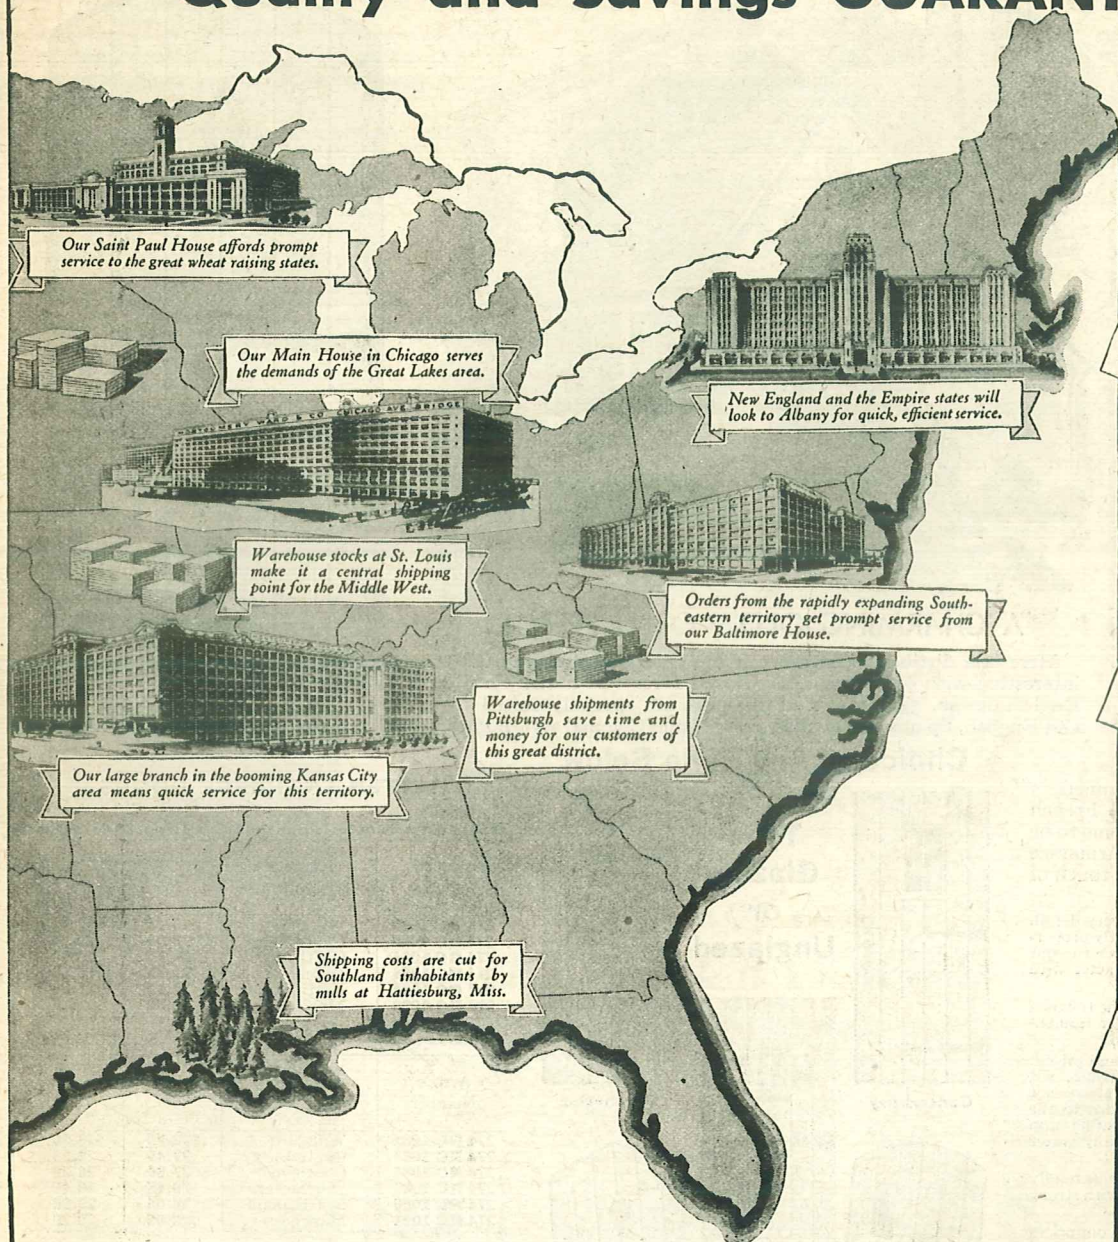 Quality and Savings GUARANT
Our Saint Paul House affords prompt
service to the great wheat raising states.
Our Main House in Chicago serves
the demands of the Great Lakes area.
WARD & CO CHICAGO AVE BRIDGE
New England and the Empire states will
look to Albany for quick, efficient service.
Warehouse stocks at St. Louis
make it a central shipping
point for the Middle West.
Orders from the rapidly expanding South-
eastern territory get prompt service from
our Baltimore House.
Warehouse shipments from
Pittsburgh save time and
money for our customers of
this great district.
Our large branch in the booming Kansas City
area means quick service for this territory.
Shipping costs are cut for
Southland inhabitants by
mills at Hattiesburg, Miss.